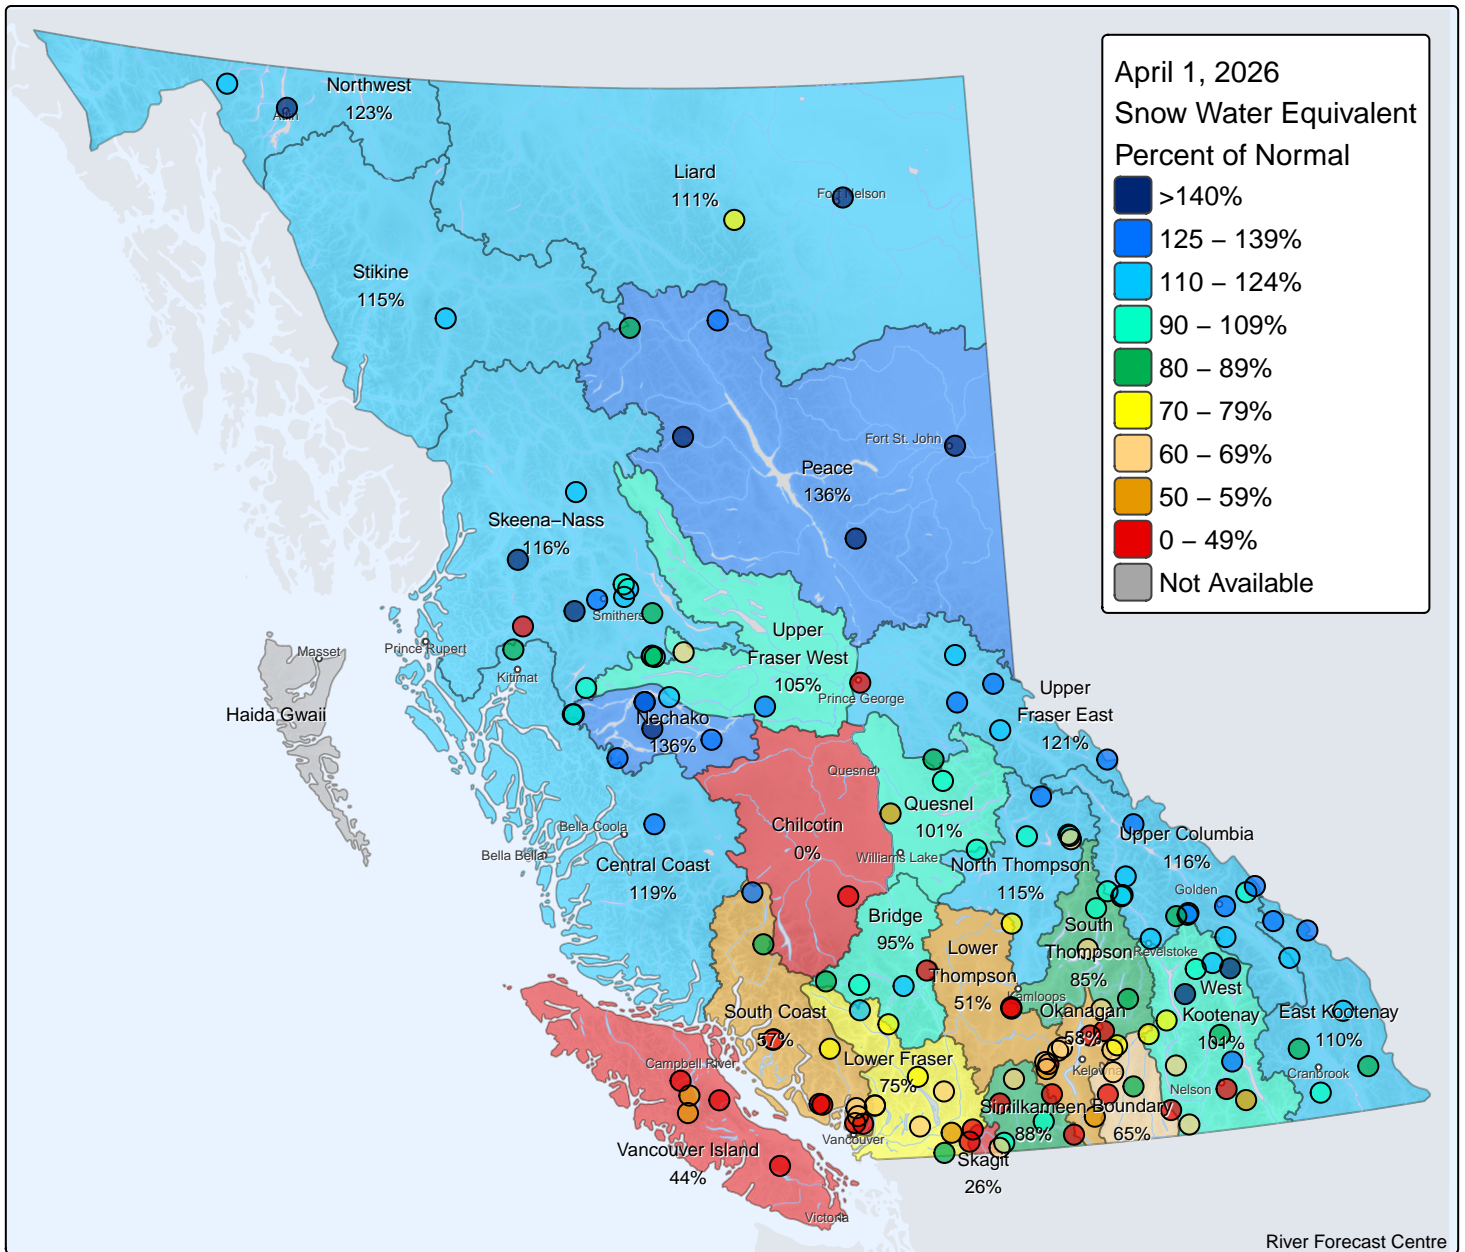 April 1, 2026
Snow Water Equivalent
Percent of Normal
>140%
125 – 139%
110 – 124%
90 – 109%
80 – 89%
70 – 79%
60 – 69%
50 – 59%
0 – 49%
Not Available
Northwest
123%
Atlin
Liard
111%
Fort Nelson
Stikine
115%
Fort St. John
Peace
136%
Skeena–Nass
116%
Smithers
Prince Rupert
Kitimat
Masset
Haida Gwaii
Upper
Fraser West
105%
Prince George
Nechako
136%
Upper
Fraser East
121%
Quesnel
Quesnel
101%
Chilcotin
0%
Williams Lake
Bella Coola
Bella Bella
Central Coast
119%
North Thompson
115%
Upper Columbia
116%
Golden
Bridge
95%
Lower
Thompson
51%
South
Thompson
85%
Revelstoke
Kamloops
West
Kootenay
101%
East Kootenay
110%
Cranbrook
Okanagan
58%
Kelowna
Nelson
South Coast
57%
Campbell River
Lower Fraser
75%
Similkameen
88%
Boundary
65%
Vancouver
Skagit
26%
Vancouver Island
44%
Victoria
River Forecast Centre